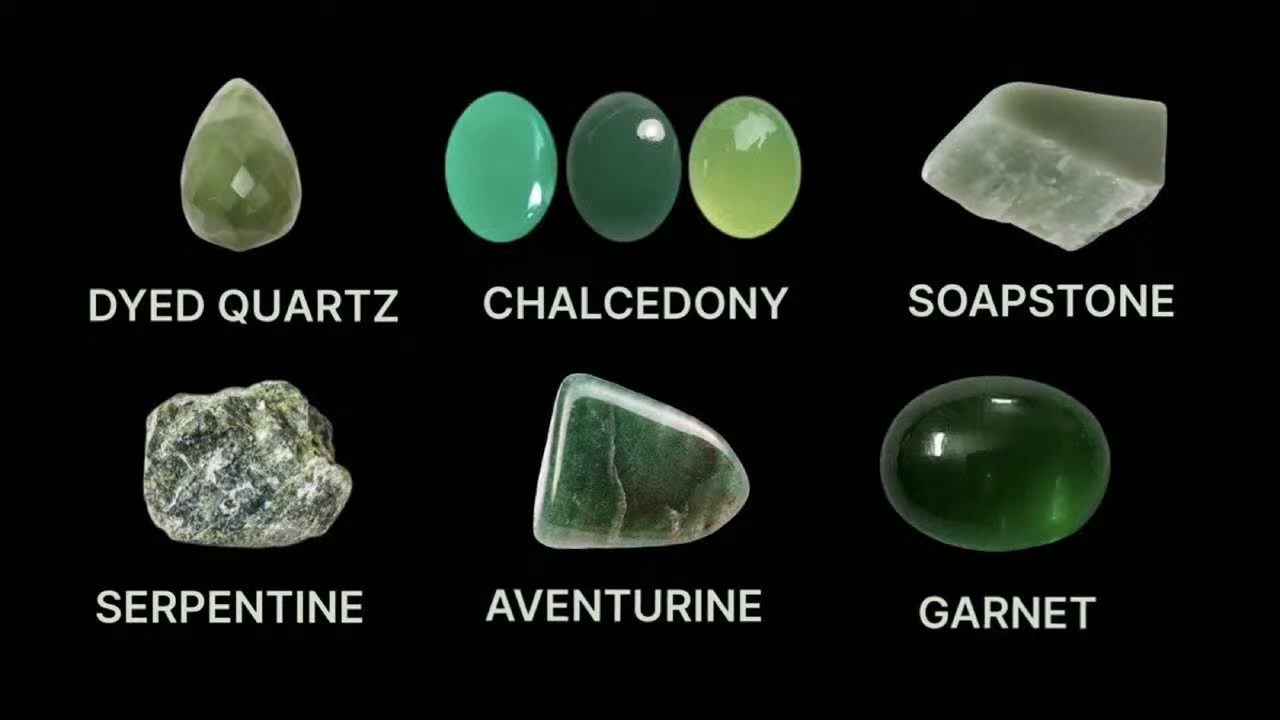 DYED QUARTZ
CHALCEDONY
SOAPSTONE
SERPENTINE
AVENTURINE
GARNET